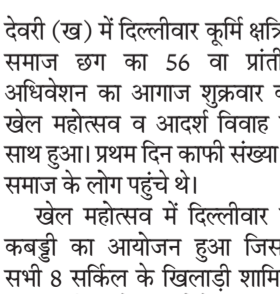 देवरी (ख) में दिल्लीवार कूर्मि
समाज छग का 56 वा
अधिवेशन का आगाज शुक्रवार
खेल महोत्सव व आदर्श विवाह
साथ हुआ। प्रथम दिन काफी संख्या
समाज के लोग पहुंचे थे।
खेल महोत्सव में दिल्लीवार
कबड्डी का आयोजन हुआ
सभी 8 सर्किल के खिलाड़ी